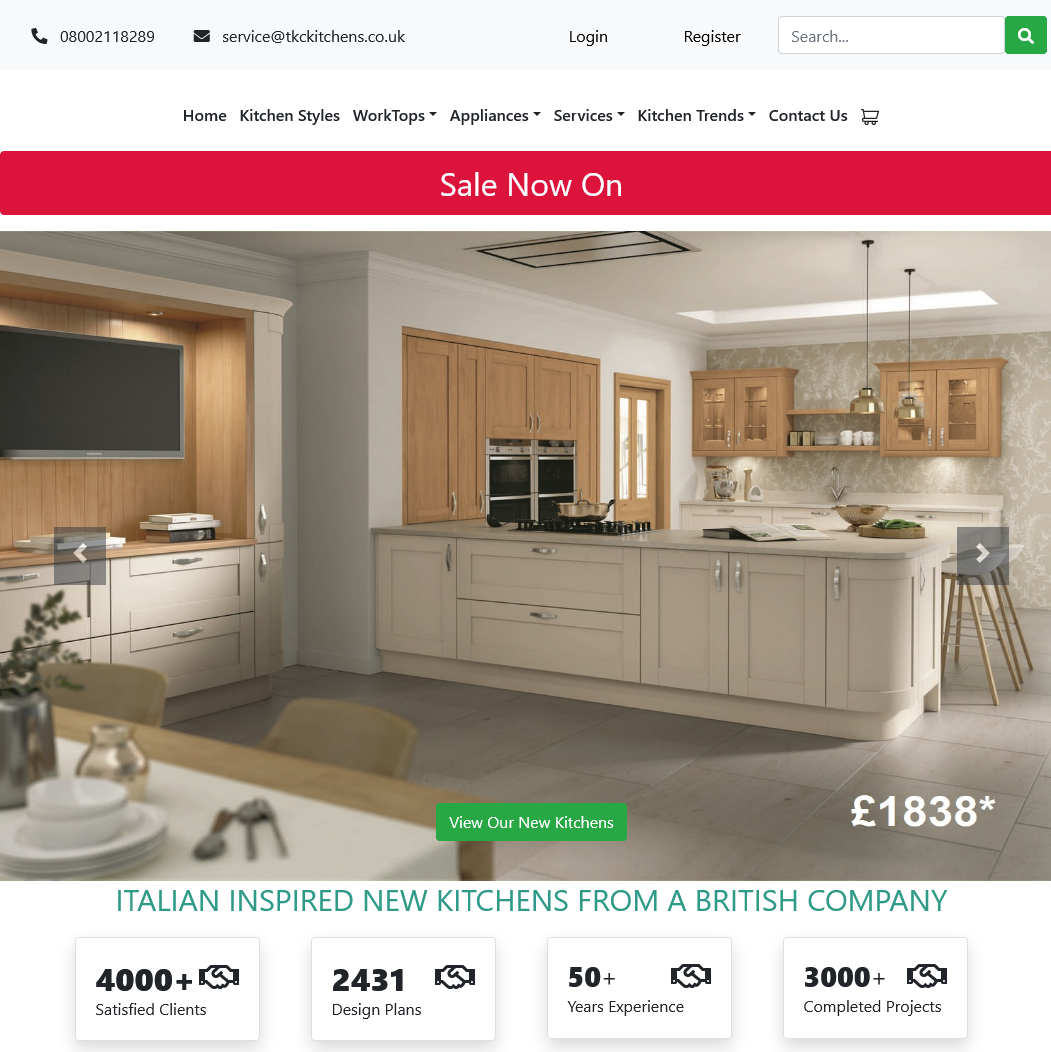 08002118289
service@tkckitchens.co.uk
Login
Register
Search...
Home Kitchen Styles WorkTops Appliances Services Kitchen Trends Contact Us
Sale Now On
£1838*
View Our New Kitchens
ITALIAN INSPIRED NEW KITCHENS FROM A BRITISH COMPANY
4000+
Satisfied Clients
2431
Design Plans
50+
Years Experience
3000+
Completed Projects